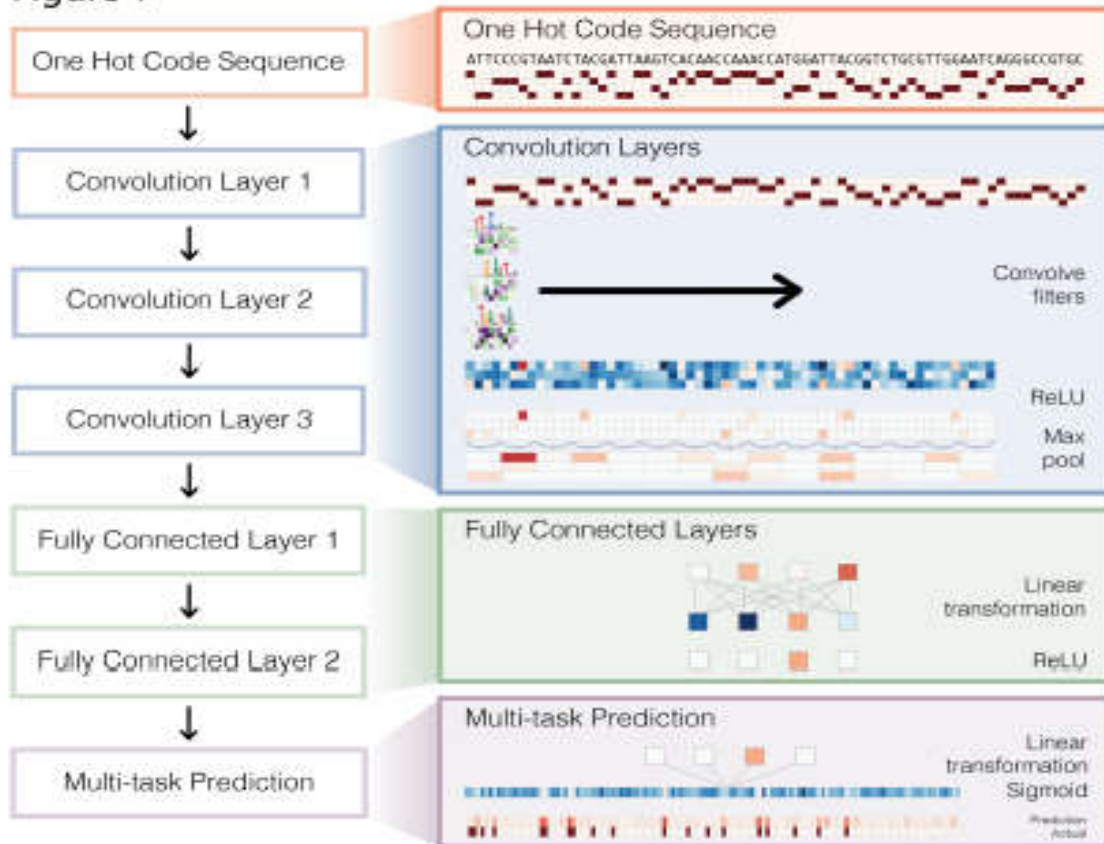 One Hot Code Sequence
Convolution Layer 1
Convolution Layer 2
Convolution Layer 3
Fully Connected Layer 1
Fully Connected Layer 2
Multi-task Prediction
One Hot Code Sequence
ATTCCCGTAATCTACGATTAAGTCACAACCAAACCATGGATTACGGTCTGCGTTGGAATCAGGGCCGTGC
Convolution Layers
Convolve
filters
ReLU
Max
pool
Fully Connected Layers
Linear
transformation
ReLU
Multi-task Prediction
Linear
transformation
Sigmoid
Prediction
Actual